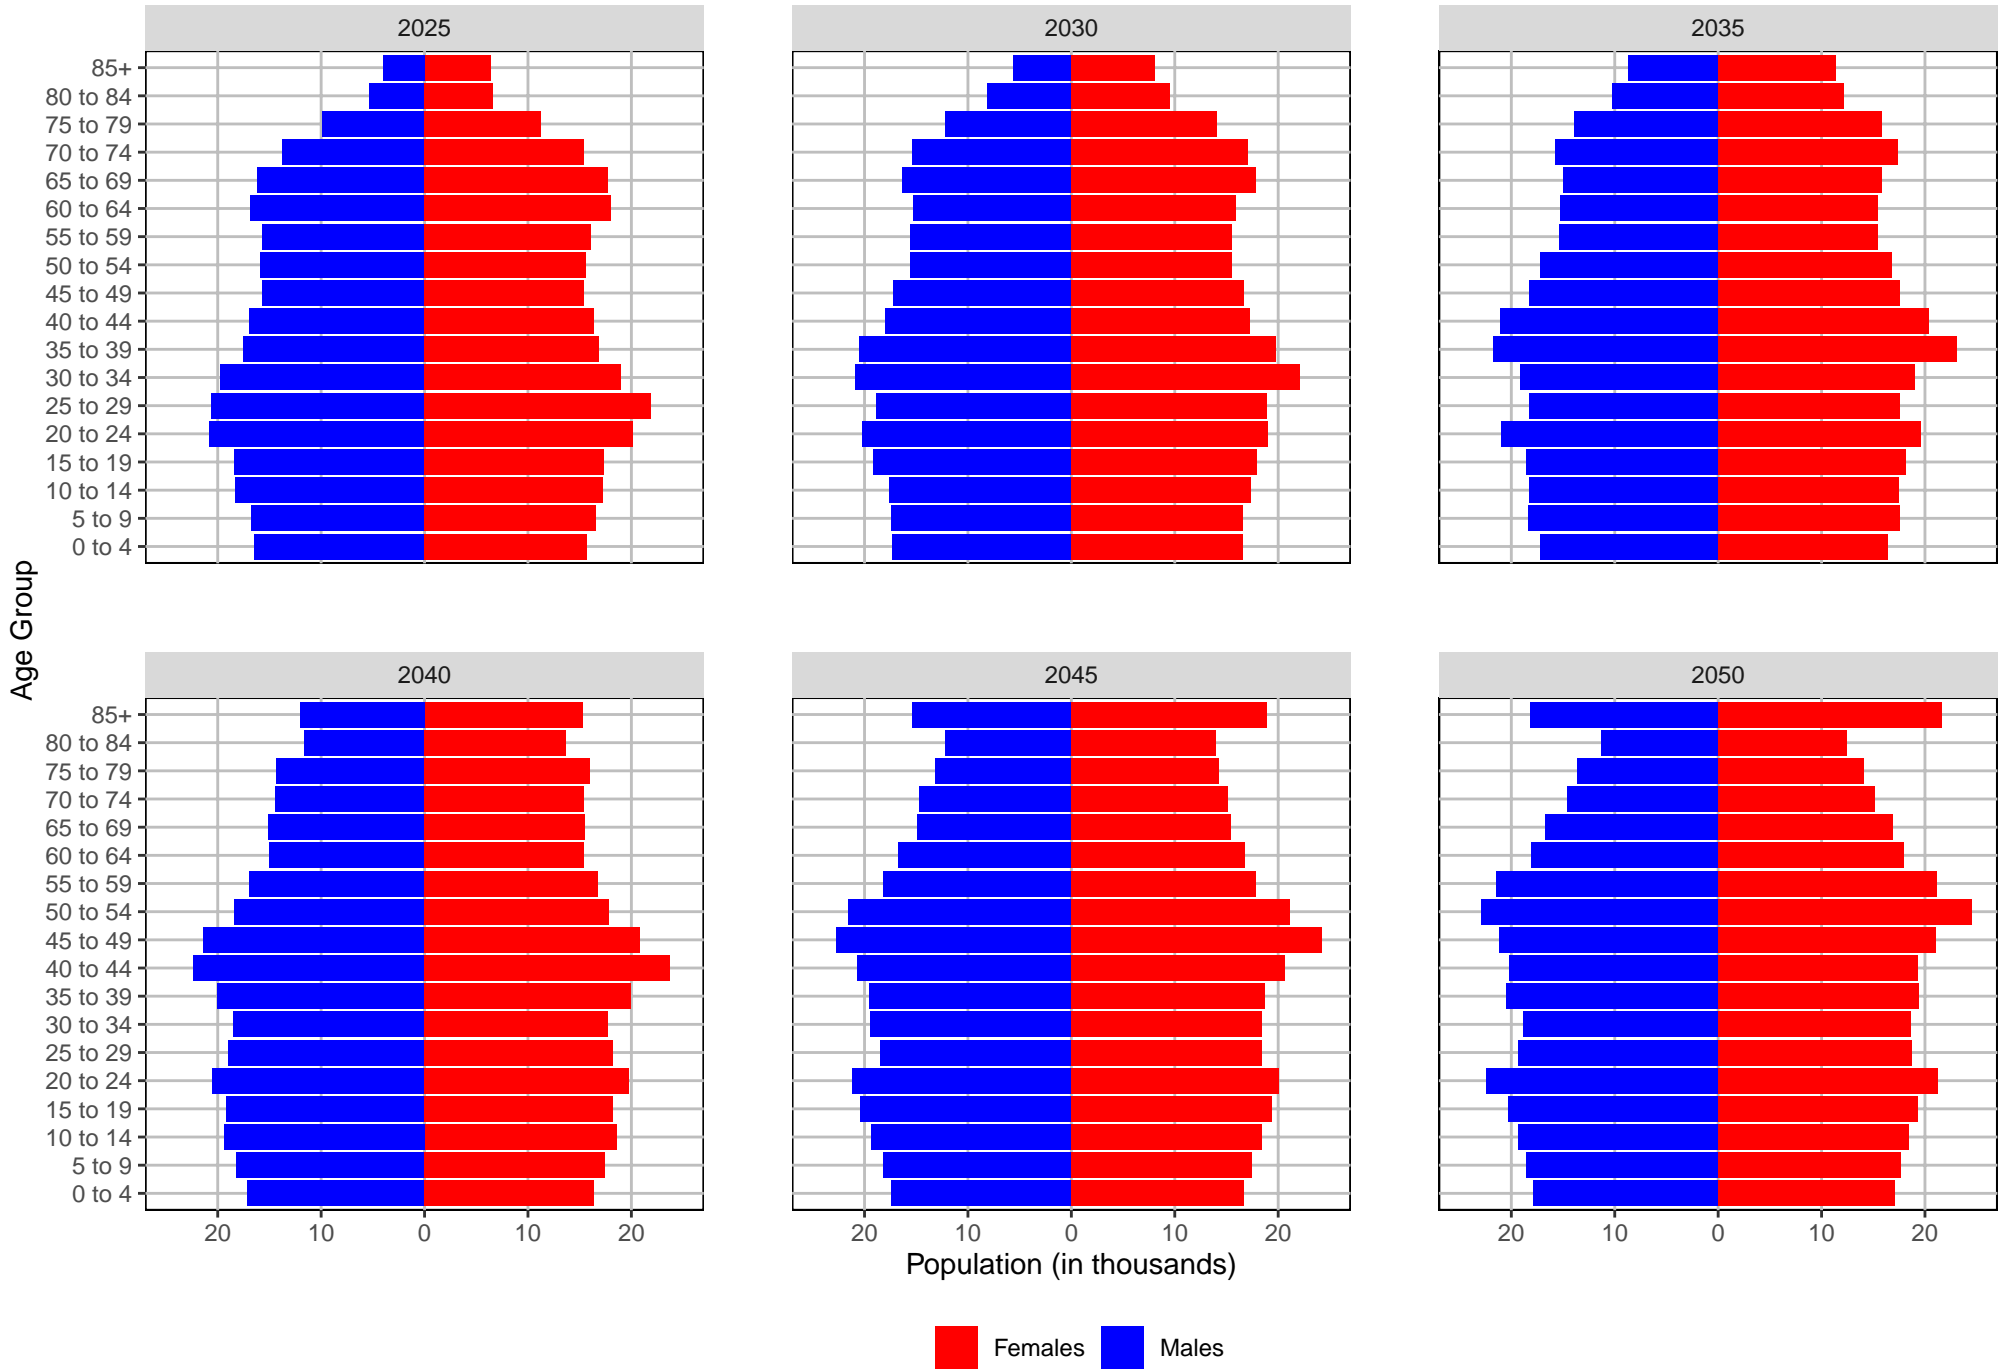 2025
2030
2035
85+
80 to 84
75 to 79
70 to 74
65 to 69
60 to 64
55 to 59
50 to 54
45 to 49
40 to 44
35 to 39
30 to 34
25 to 29
20 to 24
15 to 19
10 to 14
5 to 9
0 to 4
Age Group
2040
2045
2050
85+
80 to 84
75 to 79
70 to 74
65 to 69
60 to 64
55 to 59
50 to 54
45 to 49
40 to 44
35 to 39
30 to 34
25 to 29
20 to 24
15 to 19
10 to 14
5 to 9
0 to 4
20 10 0 10 20
20 10 0 10 20
20 10 0 10 20
Population (in thousands)
Females Males